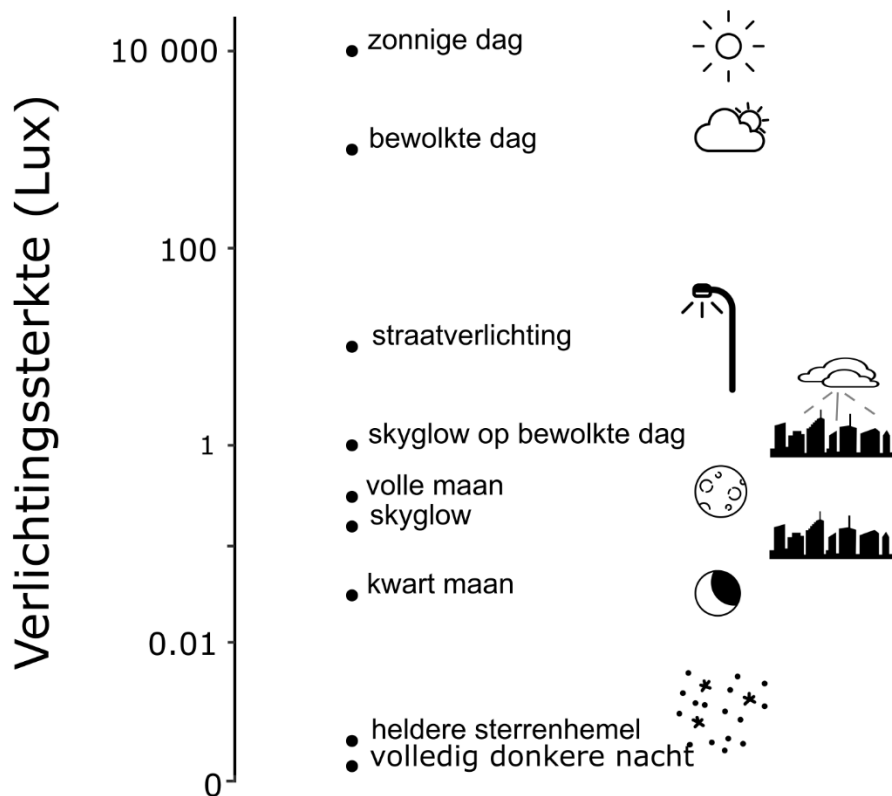 Verlichtingssterkte (Lux)
10 000
zonnige dag
bewolkte dag
100
straatverlichting
1
skyglow op bewolkte dag
volle maan
skyglow
kwart maan
0.01
heldere sterrenhemel
volledig donkere nacht
0